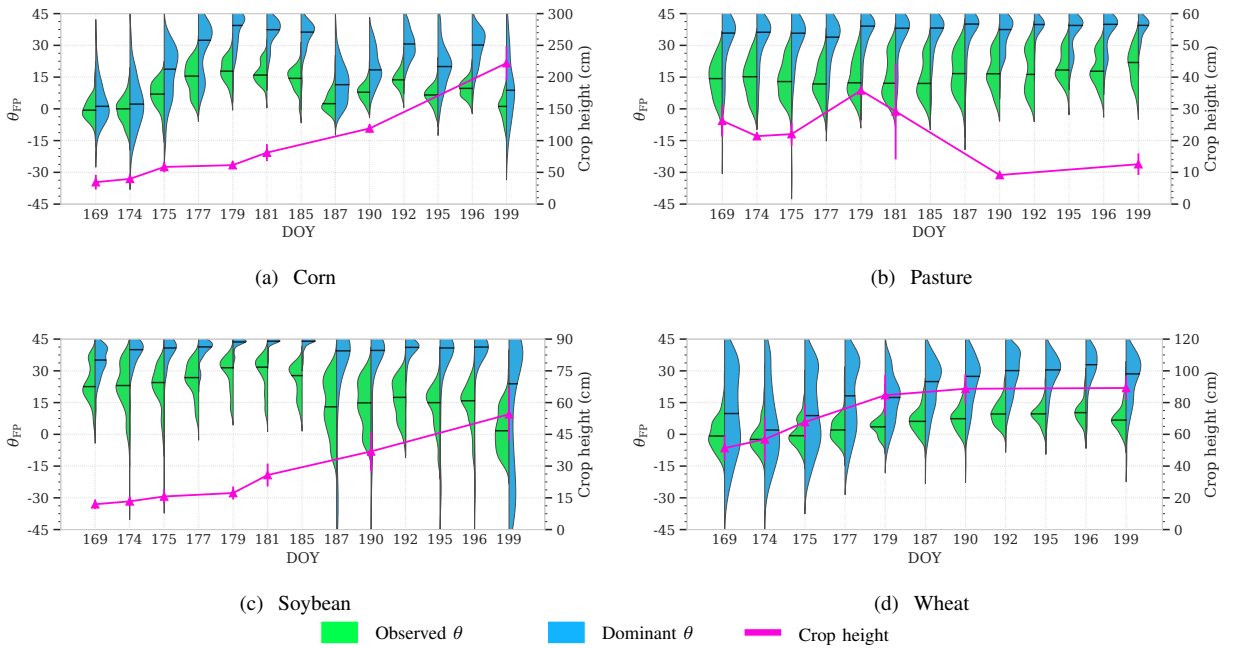 45 30 15 0 -15 -30 -45
θFP
300 250 200 150 100 50 0
Crop height (cm)
169 174 175 177 179 181 185 187 190 192 195 196 199
DOY
(a) Corn
45 30 15 0 -15 -30 -45
θFP
60 50 40 30 20 10 0
Crop height (cm)
169 174 175 177 179 181 185 187 190 192 195 196 199
DOY
(b) Pasture
45 30 15 0 -15 -30 -45
θFP
90 75 60 45 30 15 0
Crop height (cm)
169 174 175 177 179 181 185 187 190 192 195 196 199
DOY
(c) Soybean
45 30 15 0 -15 -30 -45
θFP
120 100 80 60 40 20 0
Crop height (cm)
169 174 175 177 179 187 190 192 195 196 199
DOY
(d) Wheat
Observed θ Dominant θ Crop height